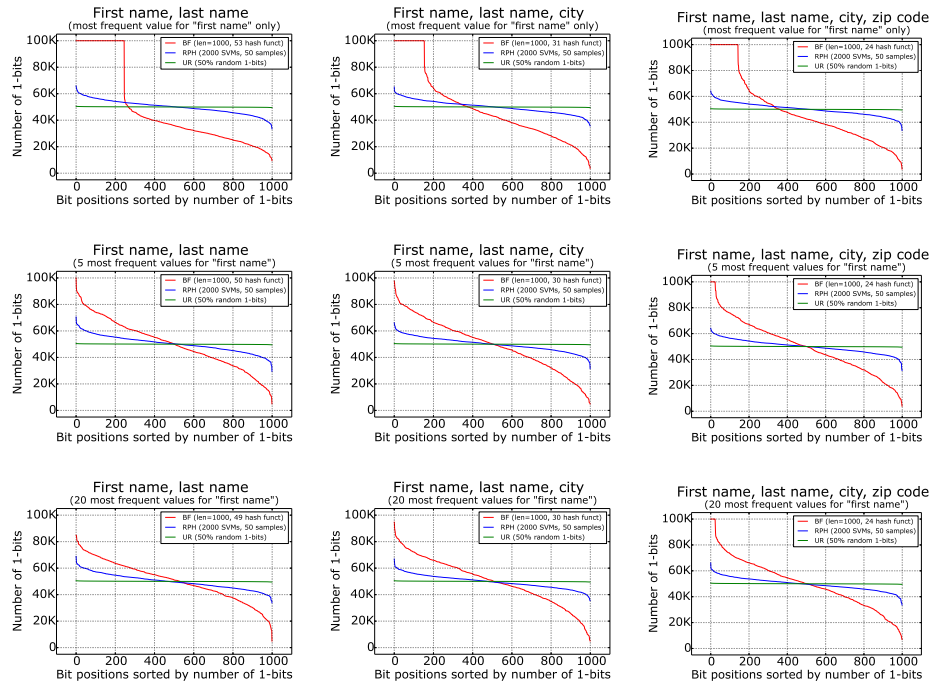 First name, last name
(most frequent value for "first name" only)
100K
80K
60K
40K
20K
0
Number of 1-bits
BF (len=1000, 53 hash funct)
RPH (2000 SVMs, 50 samples)
UR (50% random 1-bits)
0 200 400 600 800 1000
Bit positions sorted by number of 1-bits
First name, last name, city
(most frequent value for "first name" only)
100K
80K
60K
40K
20K
0
Number of 1-bits
BF (len=1000, 31 hash funct)
RPH (2000 SVMs, 50 samples)
UR (50% random 1-bits)
0 200 400 600 800 1000
Bit positions sorted by number of 1-bits
First name, last name, city, zip code
(most frequent value for "first name" only)
100K
80K
60K
40K
20K
0
Number of 1-bits
BF (len=1000, 24 hash funct)
RPH (2000 SVMs, 50 samples)
UR (50% random 1-bits)
0 200 400 600 800 1000
Bit positions sorted by number of 1-bits
First name, last name
(5 most frequent values for "first name")
100K
80K
60K
40K
20K
0
Number of 1-bits
BF (len=1000, 50 hash funct)
RPH (2000 SVMs, 50 samples)
UR (50% random 1-bits)
0 200 400 600 800 1000
Bit positions sorted by number of 1-bits
First name, last name, city
(5 most frequent values for "first name")
100K
80K
60K
40K
20K
0
Number of 1-bits
BF (len=1000, 30 hash funct)
RPH (2000 SVMs, 50 samples)
UR (50% random 1-bits)
0 200 400 600 800 1000
Bit positions sorted by number of 1-bits
First name, last name, city, zip code
(5 most frequent values for "first name")
100K
80K
60K
40K
20K
0
Number of 1-bits
BF (len=1000, 24 hash funct)
RPH (2000 SVMs, 50 samples)
UR (50% random 1-bits)
0 200 400 600 800 1000
Bit positions sorted by number of 1-bits
First name, last name
(20 most frequent values for "first name")
100K
80K
60K
40K
20K
0
Number of 1-bits
BF (len=1000, 49 hash funct)
RPH (2000 SVMs, 50 samples)
UR (50% random 1-bits)
0 200 400 600 800 1000
Bit positions sorted by number of 1-bits
First name, last name, city
(20 most frequent values for "first name")
100K
80K
60K
40K
20K
0
Number of 1-bits
BF (len=1000, 30 hash funct)
RPH (2000 SVMs, 50 samples)
UR (50% random 1-bits)
0 200 400 600 800 1000
Bit positions sorted by number of 1-bits
First name, last name, city, zip code
(20 most frequent values for "first name")
100K
80K
60K
40K
20K
0
Number of 1-bits
BF (len=1000, 24 hash funct)
RPH (2000 SVMs, 50 samples)
UR (50% random 1-bits)
0 200 400 600 800 1000
Bit positions sorted by number of 1-bits